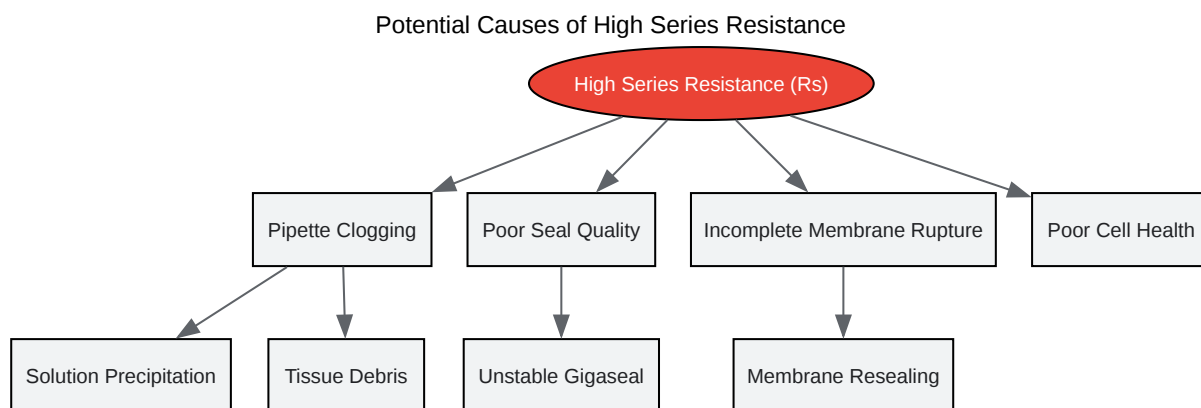 Potential Causes of High Series Resistance
High Series Resistance (Rs)
Pipette Clogging
Poor Seal Quality
Incomplete Membrane Rupture
Poor Cell Health
Solution Precipitation
Tissue Debris
Unstable Gigaseal
Membrane Resealing